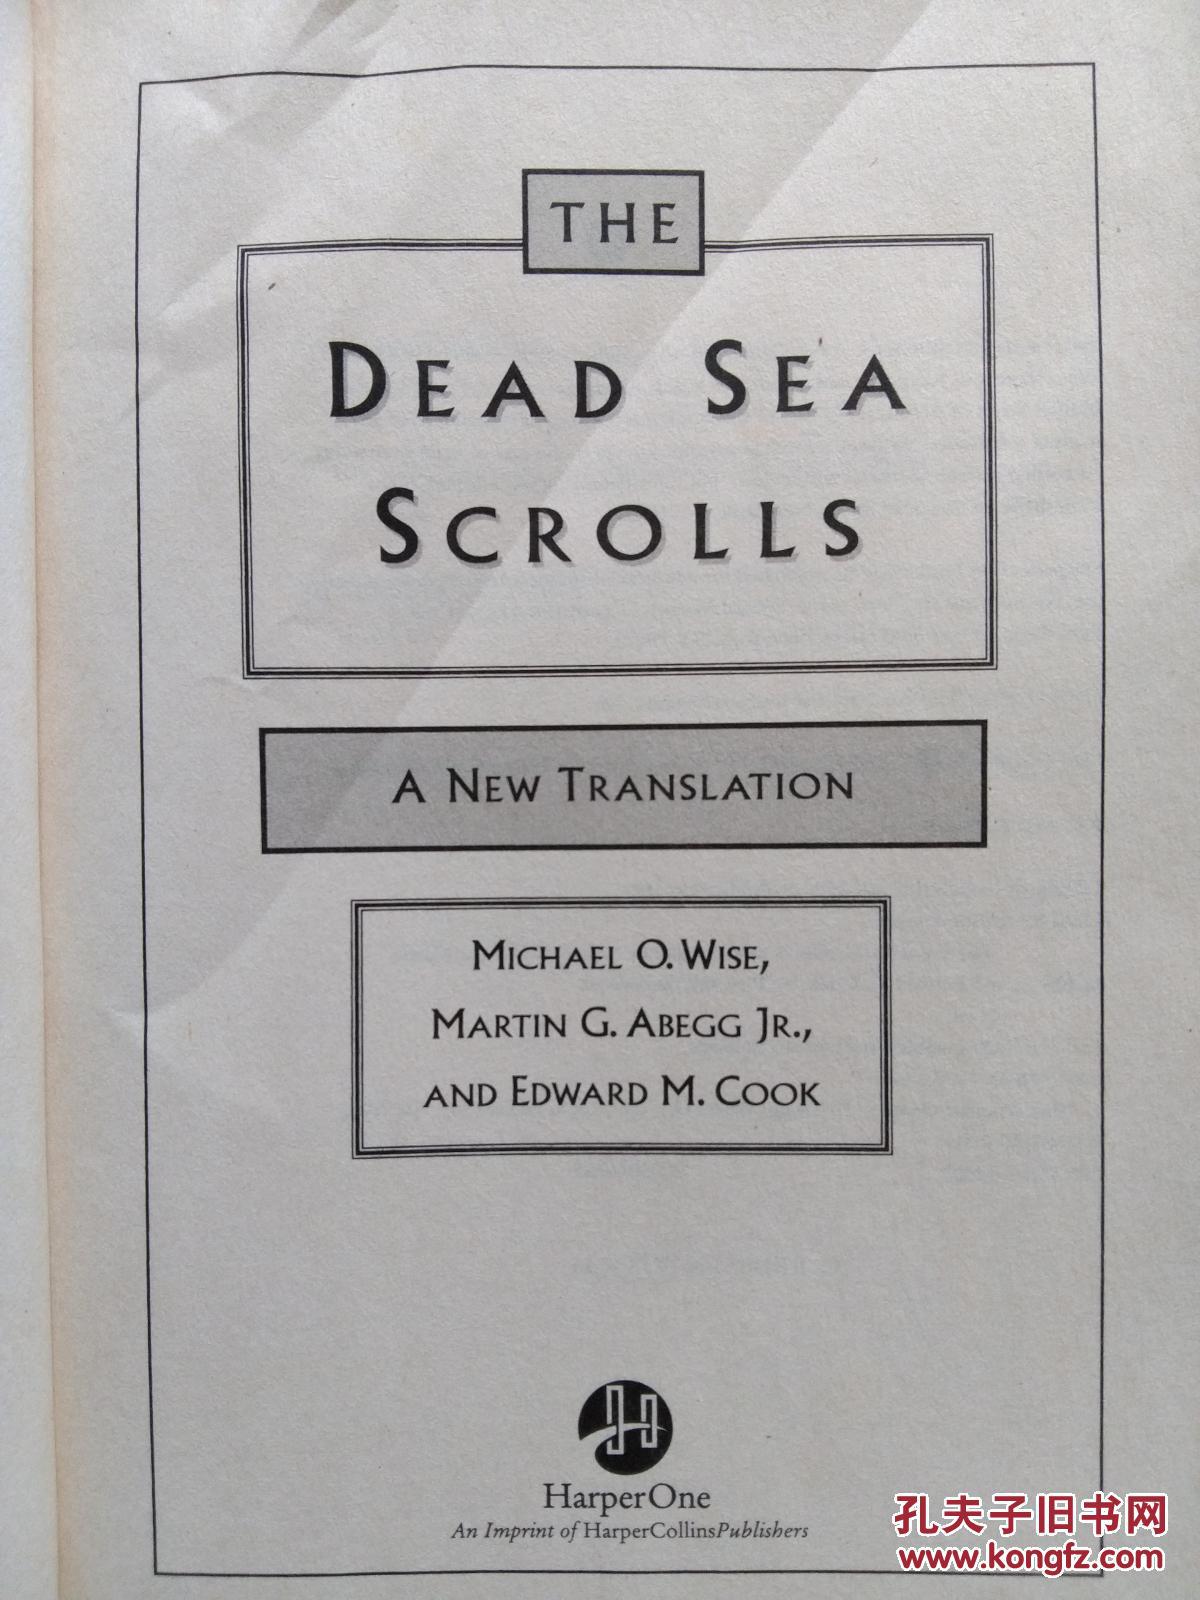 THE
DEAD SEA
SCROLLS
A NEW TRANSLATION
MICHAEL O. WISE,
MARTIN G. ABEGG JR.,
AND EDWARD M. COOK
HarperOne
An Imprint of HarperCollinsPublishers
孔夫子旧书网
www.kongfz.com